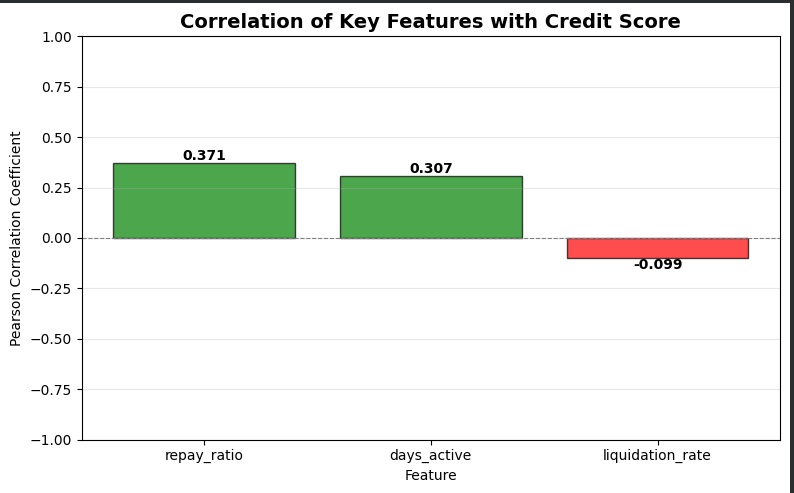 Correlation of Key Features with Credit Score
1.00
0.75
0.50
0.25
0.00
−0.25
−0.50
−0.75
−1.00
Pearson Correlation Coefficient
0.371
0.307
-0.099
repay_ratio
days_active
liquidation_rate
Feature